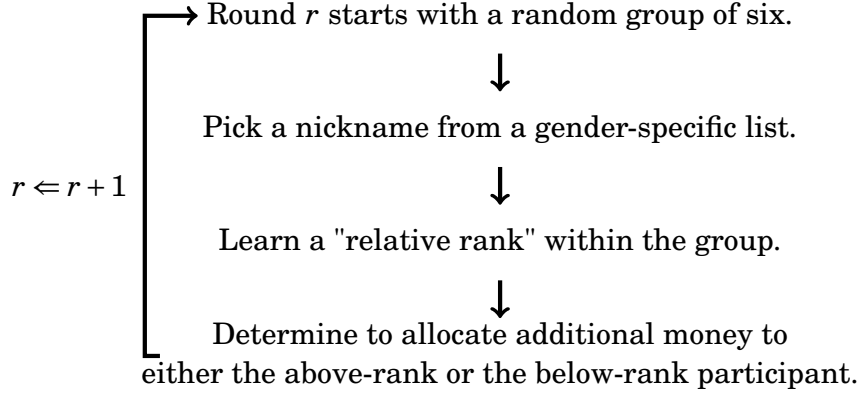 Round r starts with a random group of six.
Pick a nickname from a gender-specific list.
r ⇐ r + 1
Learn a "relative rank" within the group.
Determine to allocate additional money to
either the above-rank or the below-rank participant.